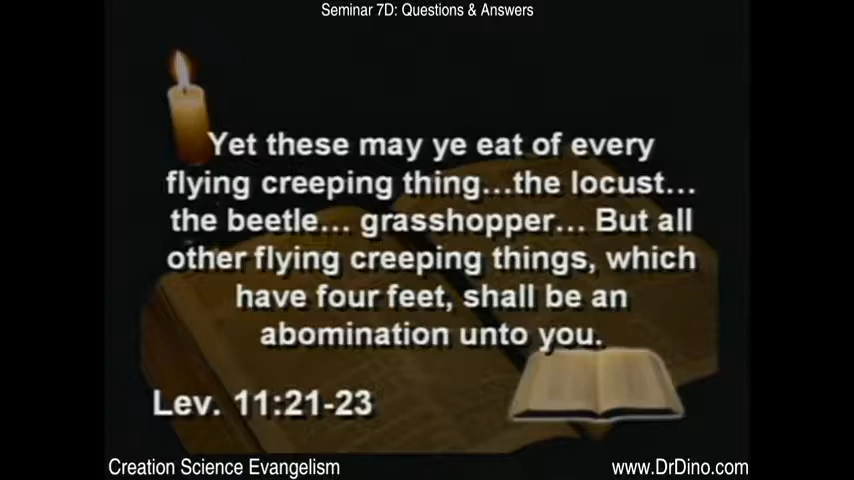 Seminar 7D: Questions & Answers
Yet these may ye eat of every
flying creeping thing...the locust...
the beetle... grasshopper... But all
other flying creeping things, which
have four feet, shall be an
abomination unto you.
Lev. 11:21-23
Creation Science Evangelism
www.DrDino.com